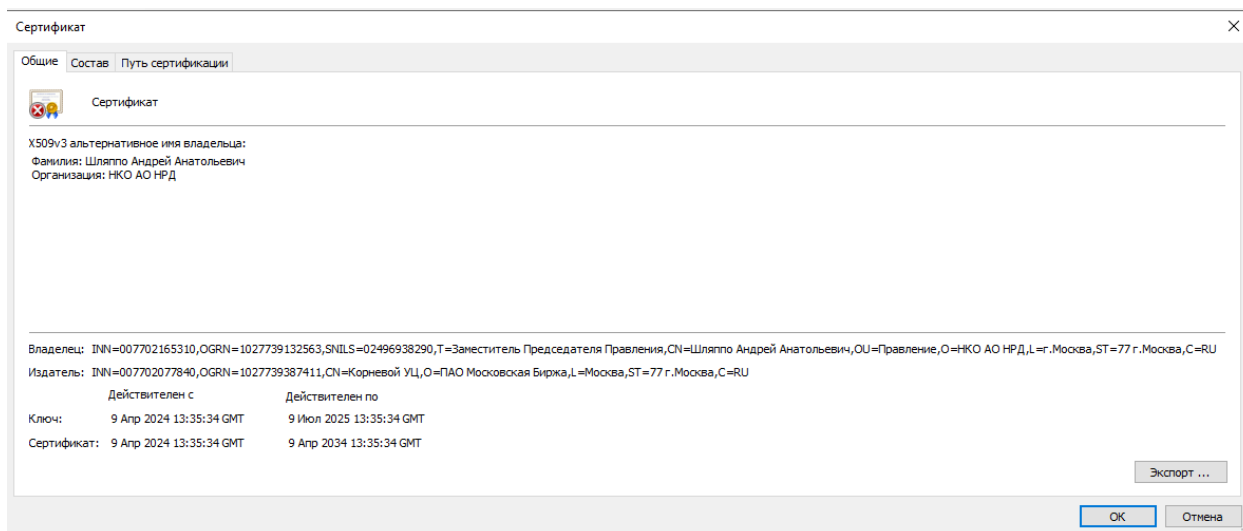 Сертификат
Общие Состав Путь сертификации
Сертификат
X509v3 альтернативное имя владельца:
Фамилия: Шляппо Андрей Анатольевич
Организация: НКО АО НРД
Владелец: INN=007702165310,OGRN=1027739132563,SNILS=02496938290,T=Заместитель Председателя Правления,CN=Шляппо Андрей Анатольевич,OU=Правление,O=НКО АО НРД,L=г.Москва,ST=77 г.Москва,C=RU
Издатель: INN=007702077840,OGRN=1027739387411,CN=Корневой УЦ,O=ПАО Московская Биржа,L=Москва,ST=77 г.Москва,C=RU
Действителен с Действителен по
Ключ: 9 Апр 2024 13:35:34 GMT 9 Июл 2025 13:35:34 GMT
Сертификат: 9 Апр 2024 13:35:34 GMT 9 Апр 2034 13:35:34 GMT
Экспорт ...
OK Отмена